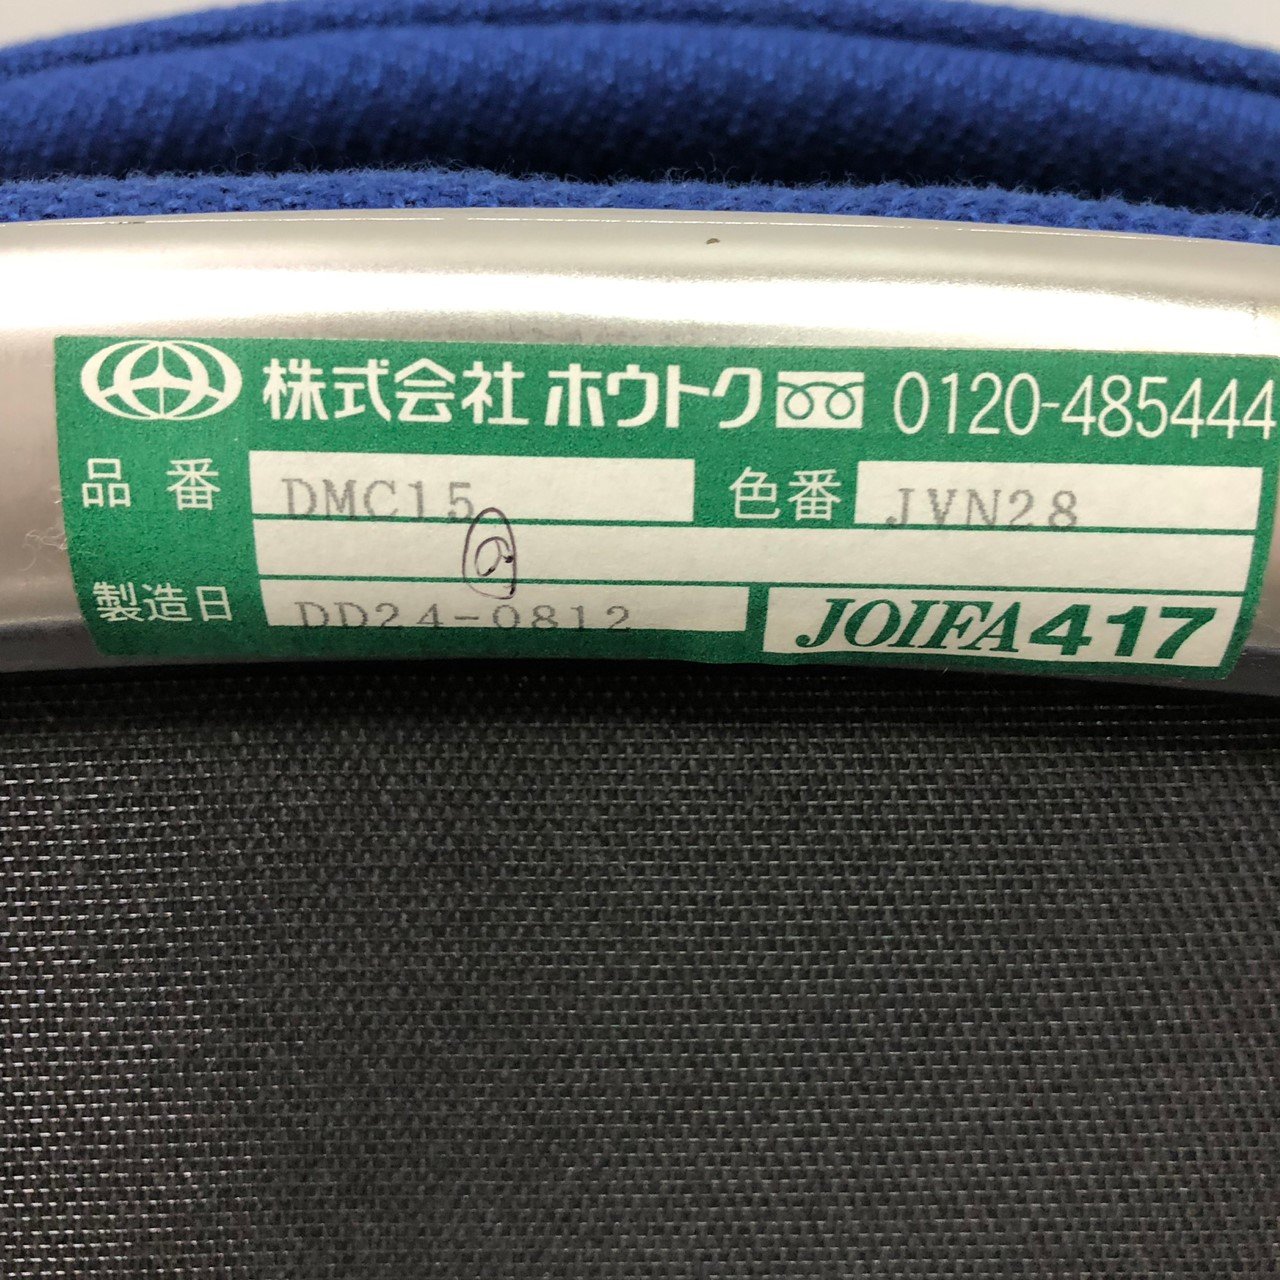 株式会社ホウトク 0120-485444
品番 DMC15 色番 JVN28
6
製造日 DD24-0812 JOIFA417